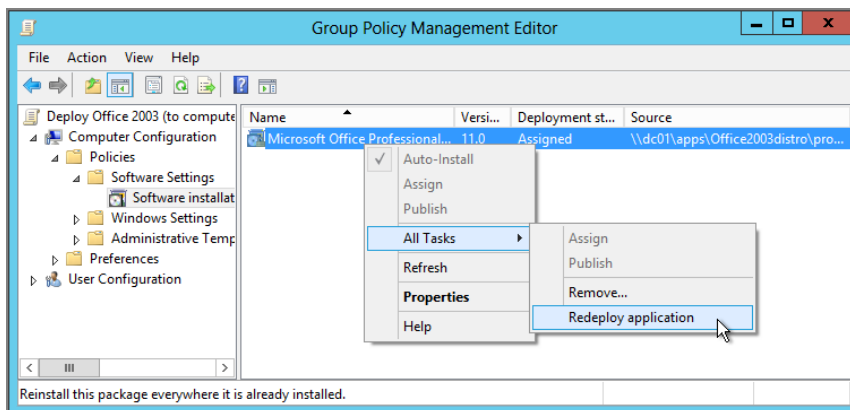 Group Policy Management Editor
File Action View Help
Deploy Office 2003 (to compute
Computer Configuration
Policies
Software Settings
Software installat
Windows Settings
Administrative Temp
Preferences
User Configuration
Name Versi... Deployment st... Source
Microsoft Office Professional... 11.0 Assigned \\dc01\apps\Office2003distro\pro...
Auto-Install
Assign
Publish
All Tasks
Refresh
Properties
Help
Assign
Publish
Remove...
Redeploy application
Reinstall this package everywhere it is already installed.